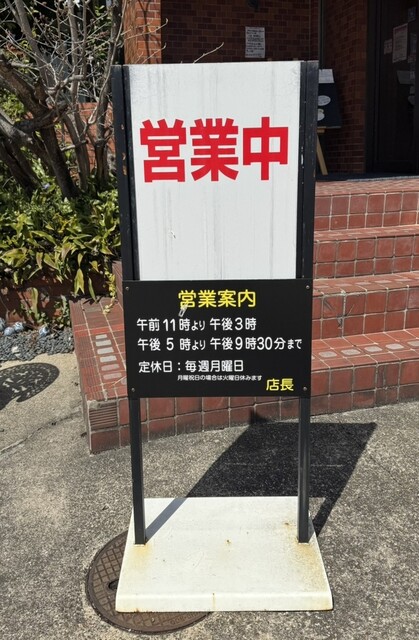 営業中
営業案内
午前11時より午後3時
午後5時より午後9時30分まで
定休日：毎週月曜日
月曜祝日の場合は火曜日休みます
店長